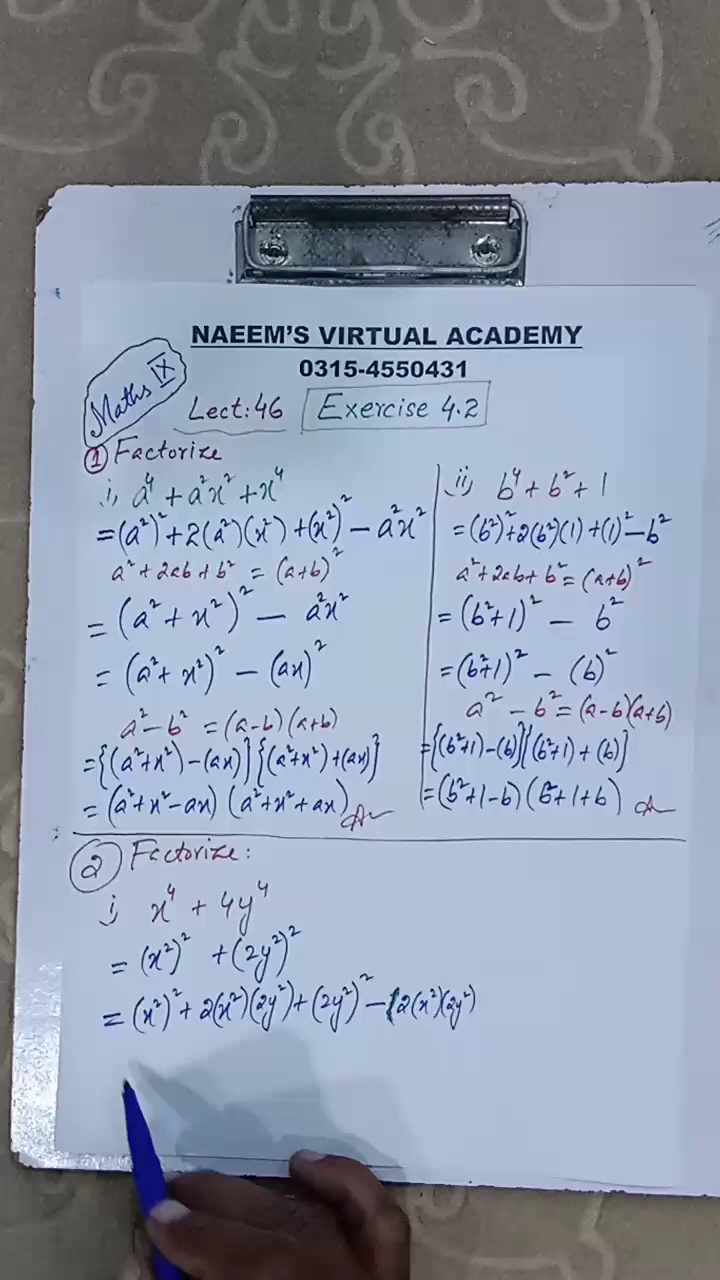 NAEEM'S VIRTUAL ACADEMY
0315-4550431
Maths IX
Lect: 46 Exercise 4.2
① Factorize
i) a⁴ + a²x² + x⁴
= (a²)² + 2(a²)(x²) + (x²)² - a²x²
a² + 2ab + b² = (a+b)²
= (a² + x²)² - a²x²
= (a² + x²)² - (ax)²
a² - b² = (a-b)(a+b)
= {(a²+x²) - (ax)} {(a²+x²) + (ax)}
= (a²+x²-ax) (a²+x²+ax) A
ii) b⁴ + b² + 1
= (b²)² + 2(b²)(1) + (1)² - b²
a² + 2ab + b² = (a+b)²
= (b²+1)² - b²
= (b²+1)² - (b)²
a² - b² = (a-b)(a+b)
= {(b²+1) - (b)} {(b²+1) + (b)}
= (b²+1-b) (b²+1+b) A
② Factorize:
i) x⁴ + 4y⁴
= (x²)² + (2y²)²
= (x²)² + 2(x²)(2y²) + (2y²)² - 2(x²)(2y²)